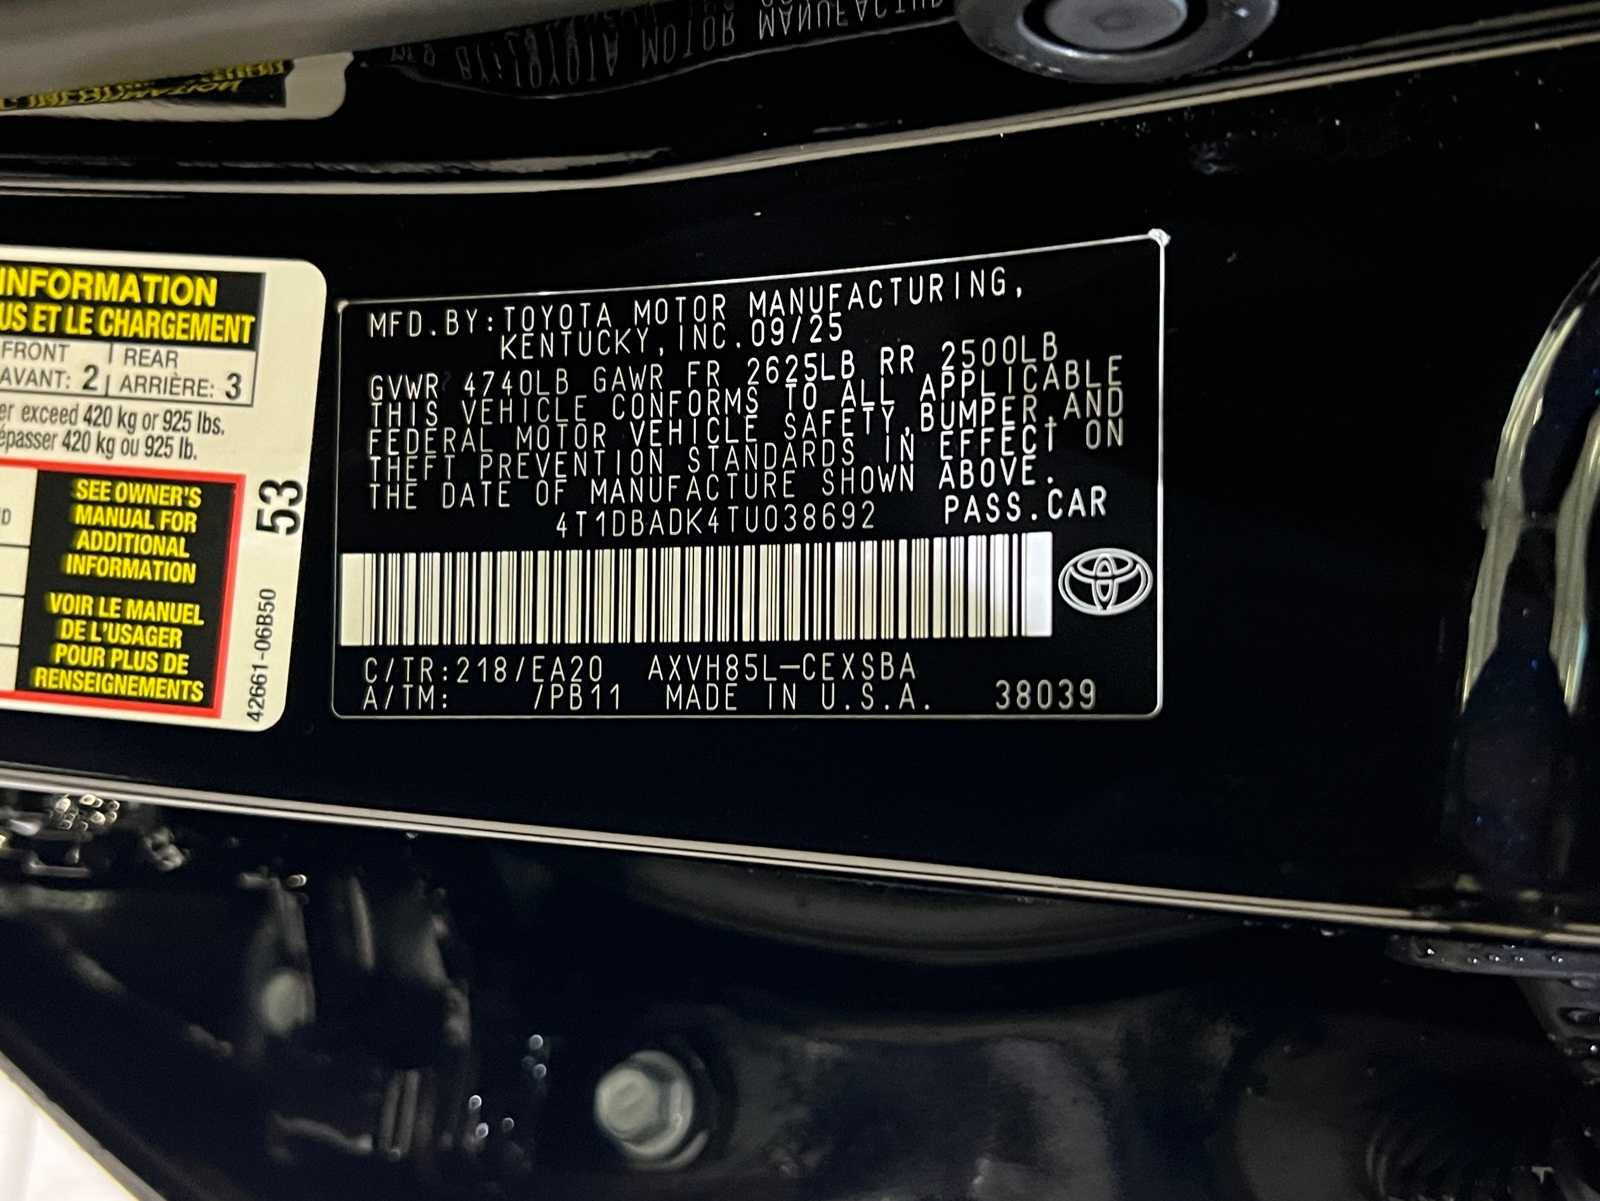 INFORMATION
US ET LE CHARGEMENT
FRONT | REAR
AVANT: 2 | ARRIÈRE: 3
er exceed 420 kg or 925 lbs.
épasser 420 kg ou 925 lb.
SEE OWNER'S
MANUAL FOR
ADDITIONAL
INFORMATION
VOIR LE MANUEL
DE L'USAGER
POUR PLUS DE
RENSEIGNEMENTS
53
42661-06B50
MFD.BY:TOYOTA MOTOR MANUFACTURING,
KENTUCKY,INC.09/25
GVWR 4740LB GAWR FR 2625LB RR 2500LB
THIS VEHICLE CONFORMS TO ALL APPLICABLE
FEDERAL MOTOR VEHICLE SAFETY,BUMPER,AND
THEFT PREVENTION STANDARDS IN EFFECT ON
THE DATE OF MANUFACTURE SHOWN ABOVE.
4T1DBADK4TU038692 PASS.CAR
C/TR:218/EA20 AXVH85L-CEXSBA
A/TM: /PB11 MADE IN U.S.A. 38039